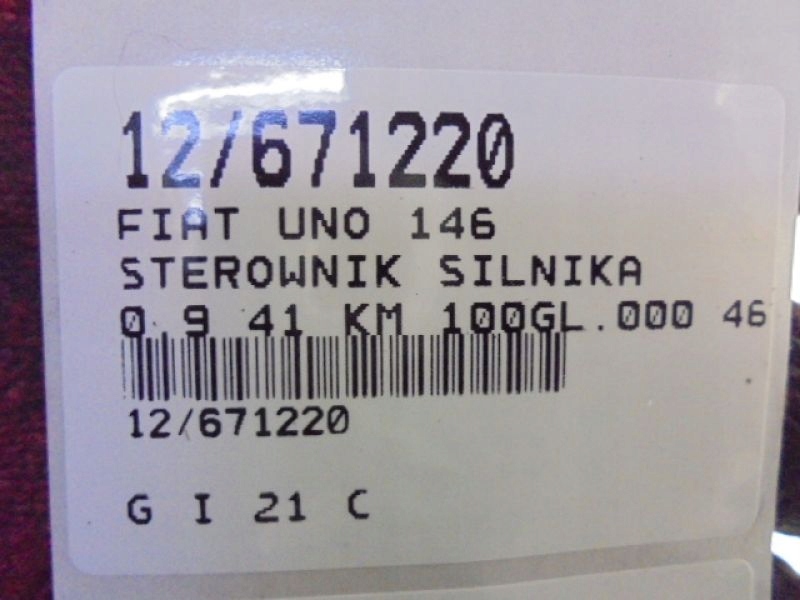 12/671220
FIAT UNO 146
STEROWNIK SILNIKA
0.9 41 KM 100GL.000 46
12/671220
G I 21 C